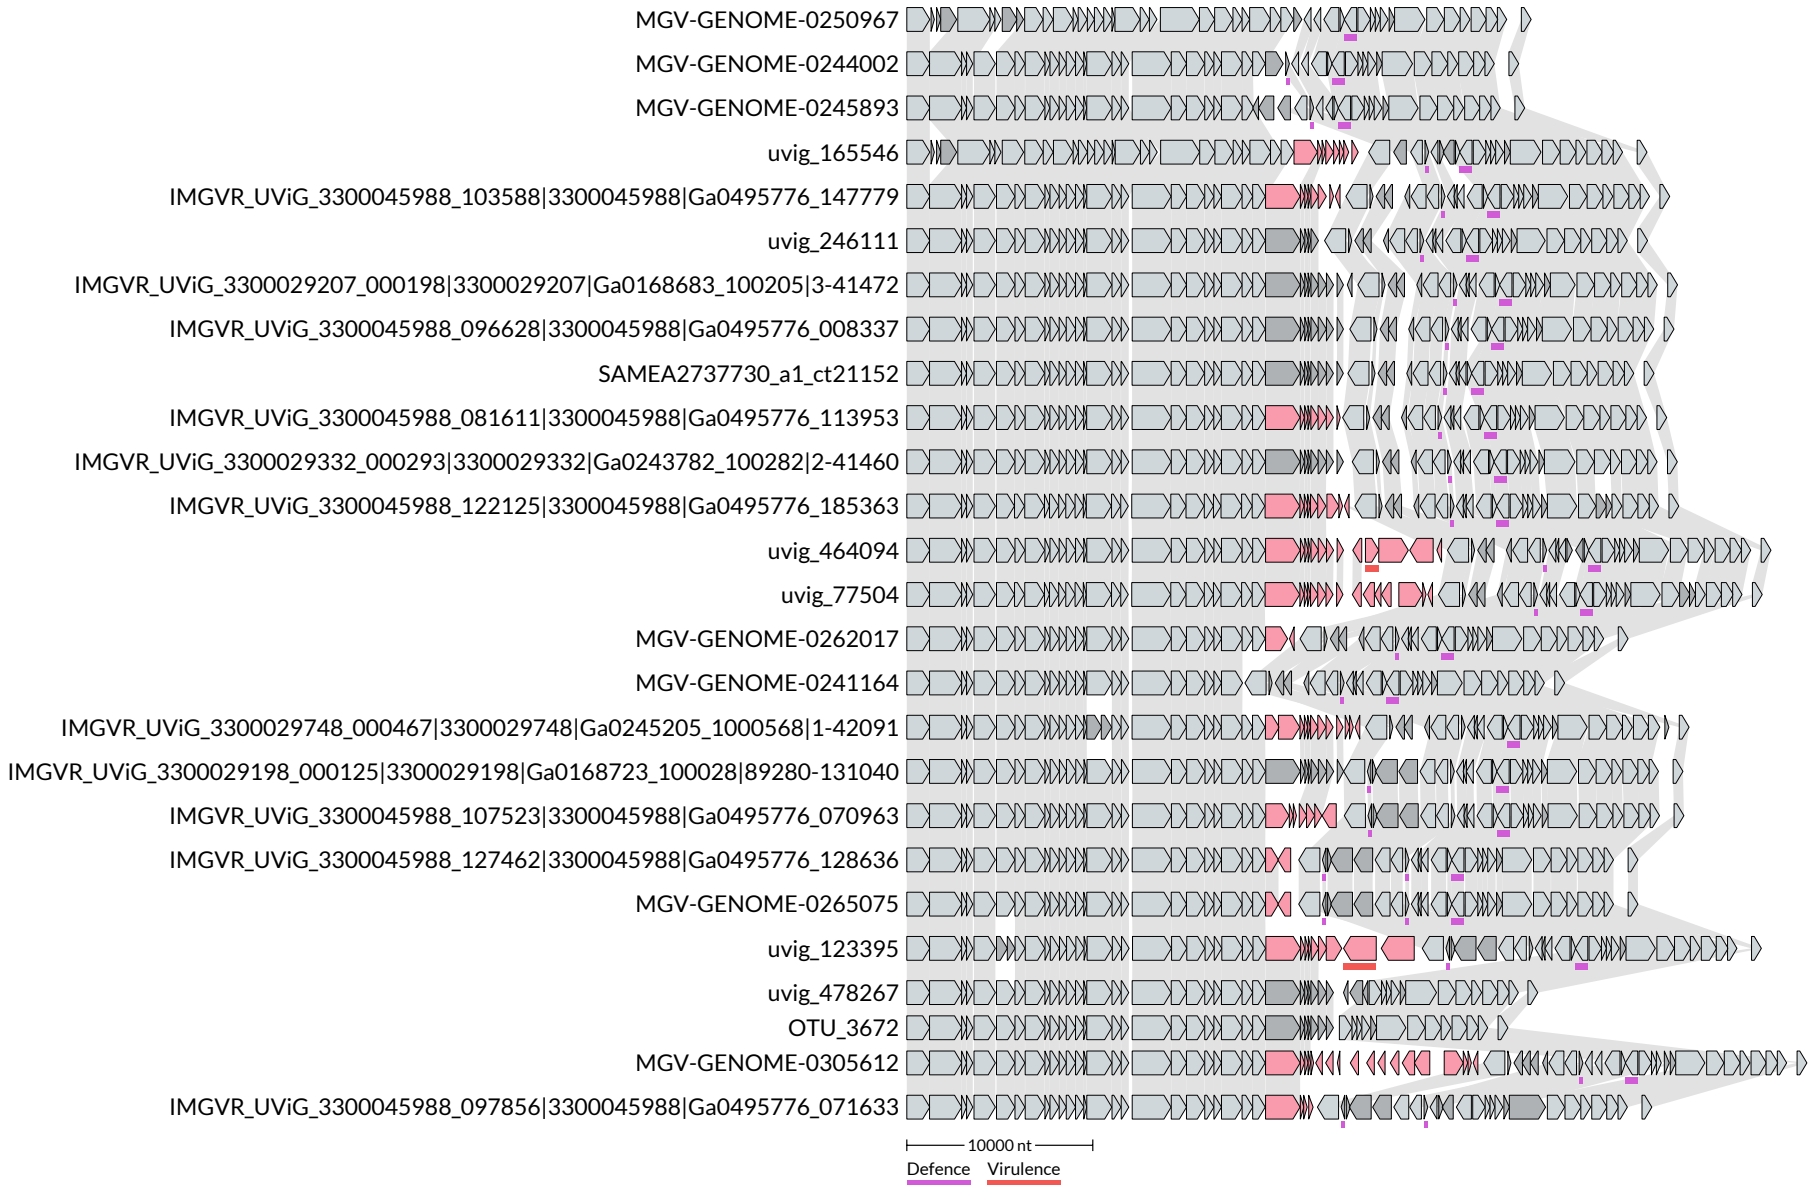 MGV-GENOME-0250967
MGV-GENOME-0244002
MGV-GENOME-0245893
uvig_165546
IMGVR_UViG_3300045988_103588|3300045988|Ga0495776_147779
uvig_246111
IMGVR_UViG_3300029207_000198|3300029207|Ga0168683_100205|3-41472
IMGVR_UViG_3300045988_096628|3300045988|Ga0495776_008337
SAMEA2737730_a1_ct21152
IMGVR_UViG_3300045988_081611|3300045988|Ga0495776_113953
IMGVR_UViG_3300029332_000293|3300029332|Ga0243782_100282|2-41460
IMGVR_UViG_3300045988_122125|3300045988|Ga0495776_185363
uvig_464094
uvig_77504
MGV-GENOME-0262017
MGV-GENOME-0241164
IMGVR_UViG_3300029748_000467|3300029748|Ga0245205_1000568|1-42091
IMGVR_UViG_3300029198_000125|3300029198|Ga0168723_100028|89280-131040
IMGVR_UViG_3300045988_107523|3300045988|Ga0495776_070963
IMGVR_UViG_3300045988_127462|3300045988|Ga0495776_128636
MGV-GENOME-0265075
uvig_123395
uvig_478267
OTU_3672
MGV-GENOME-0305612
IMGVR_UViG_3300045988_097856|3300045988|Ga0495776_071633
10000 nt
Defence Virulence